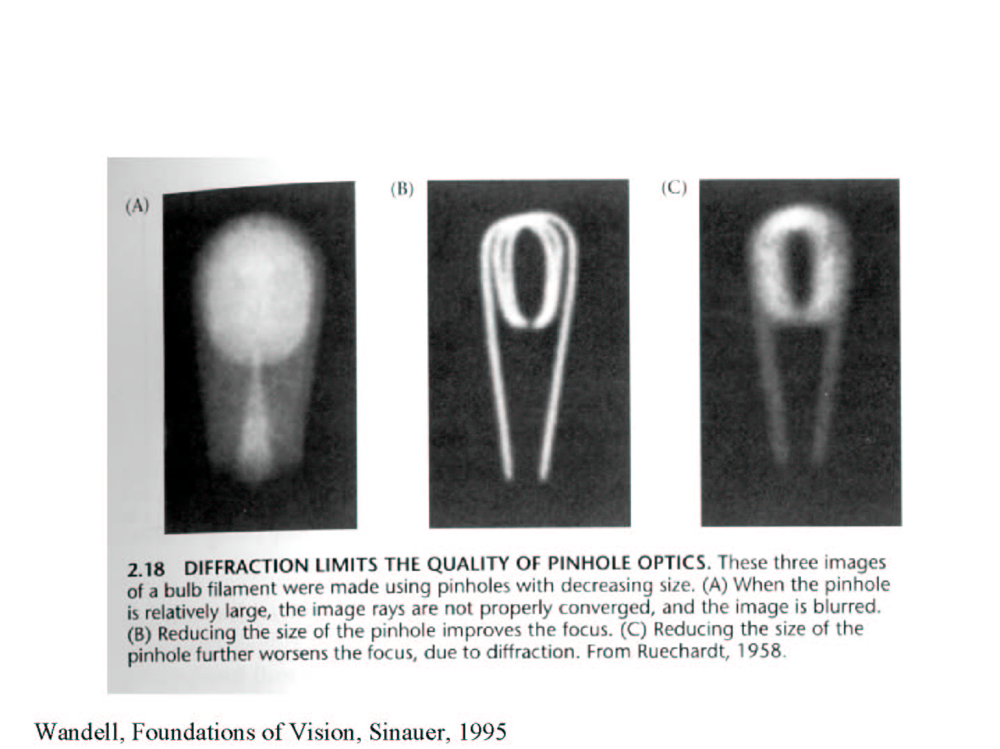 (A)
(B)
(C)
2.18 DIFFRACTION LIMITS THE QUALITY OF PINHOLE OPTICS. These three images
of a bulb filament were made using pinholes with decreasing size. (A) When the pinhole
is relatively large, the image rays are not properly converged, and the image is blurred.
(B) Reducing the size of the pinhole improves the focus. (C) Reducing the size of the
pinhole further worsens the focus, due to diffraction. From Ruechardt, 1958.
Wandell, Foundations of Vision, Sinauer, 1995